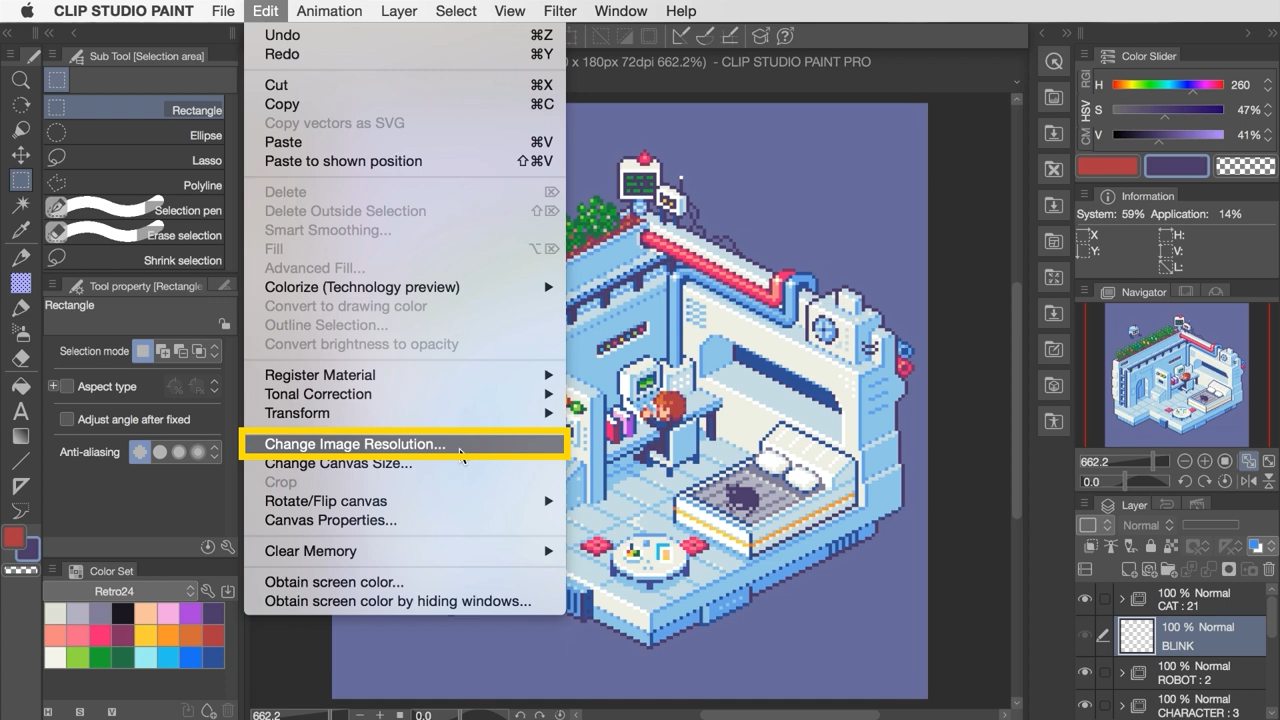 CLIP STUDIO PAINT File Edit Animation Layer Select View Filter Window Help
Sub Tool [Selection area]
Rectangle
Ellipse
Lasso
Polyline
Selection pen
Erase selection
Shrink selection
Tool property [Rectangle
Rectangle
Selection mode
Aspect type
Adjust angle after fixed
Anti-aliasing
Color Set
Retro24
Undo ⌘Z
Redo ⌘Y
Cut ⌘X
Copy ⌘C
Copy vectors as SVG
Paste ⌘V
Paste to shown position ⇧⌘V
Delete ⌦
Delete Outside Selection ⇧⌦
Smart Smoothing...
Fill ⌥⌦
Advanced Fill...
Colorize (Technology preview)
Convert to drawing color
Outline Selection...
Convert brightness to opacity
Register Material
Tonal Correction
Transform
Change Image Resolution...
Change Canvas Size...
Crop
Rotate/Flip canvas
Canvas Properties...
Clear Memory
Obtain screen color...
Obtain screen color by hiding windows...
x 180px 72dpi 662.2%) - CLIP STUDIO PAINT PRO
662.2 0.0
Color Slider
HSV
CM
H 260
S 47%
V 41%
Information
System: 59% Application: 14%
X H:
Y: V:
L:
Navigator
662.2
0.0
Layer
Normal
100 % Normal
CAT : 21
100 % Normal
BLINK
100 % Normal
ROBOT : 2
100 % Normal
CHARACTER : 3
H S V